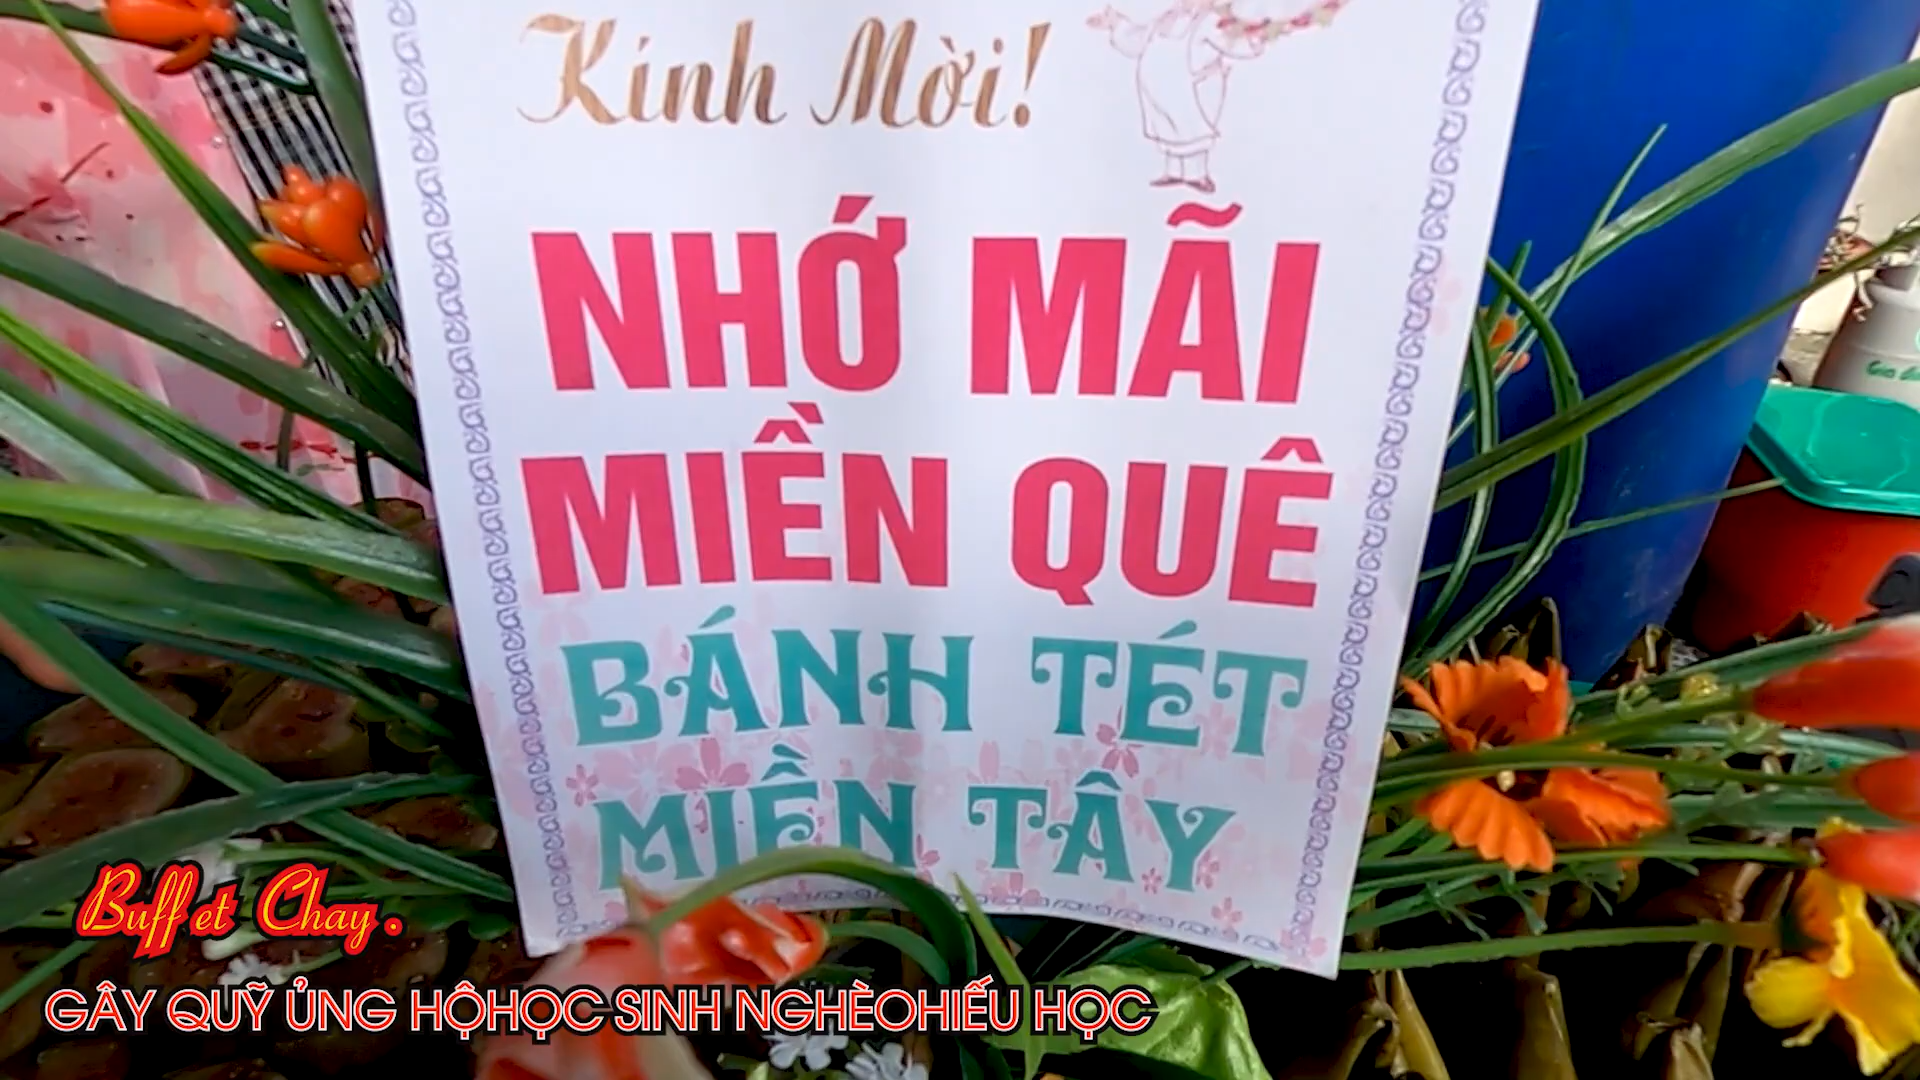 Kính Mời!
NHỚ MÃI
MIỀN QUÊ
BÁNH TÉT
MIỀN TÂY
Buffet Chay.
GÂY QUỸ ỦNG HỘHỌC SINH NGHÈOHIẾU HỌC